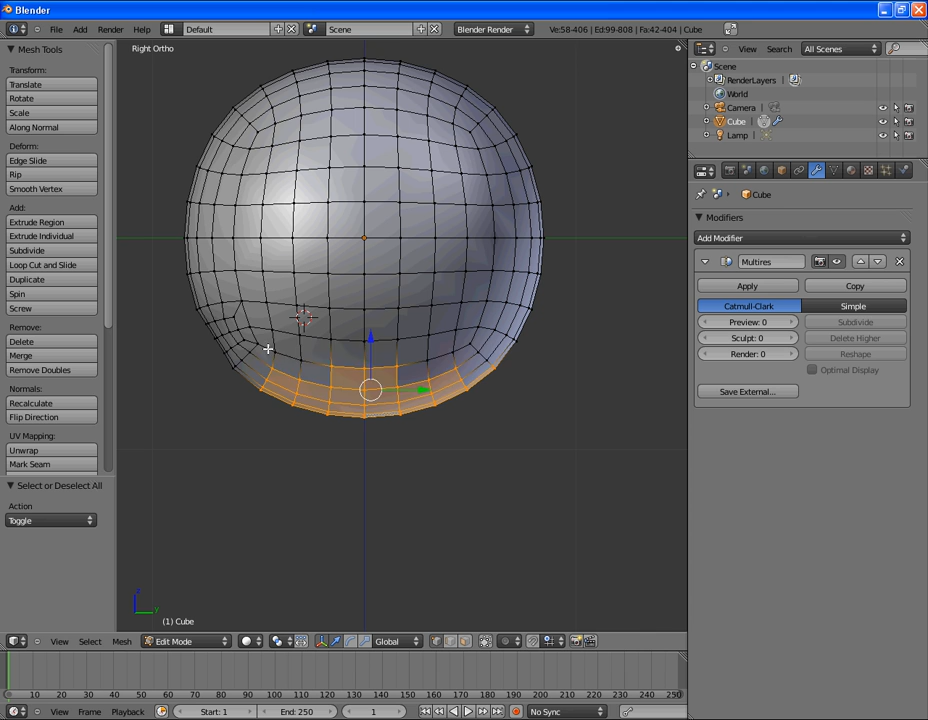 Blender
File Add Render Help Default Scene Blender Render Ve:58-406 | Ed:99-808 | Fa:42-404 | Cube
Mesh Tools
Transform:
Translate
Rotate
Scale
Along Normal
Deform:
Edge Slide
Rip
Smooth Vertex
Add:
Extrude Region
Extrude Individual
Subdivide
Loop Cut and Slide
Duplicate
Spin
Screw
Remove:
Delete
Merge
Remove Doubles
Normals:
Recalculate
Flip Direction
UV Mapping:
Unwrap
Mark Seam
Select or Deselect All
Action
Toggle
Right Ortho
z
y
(1) Cube
View Select Mesh Edit Mode Global
10 20 30 40 50 60 70 80 90 100 110 120 130 140 150 160 170 180 190 200 210 220 230 240 250
View Frame Playback Start: 1 End: 250 1 No Sync
View Search All Scenes
Scene
RenderLayers
World
Camera
Cube
Lamp
Cube
Modifiers
Add Modifier
Multires
Apply Copy
Catmull-Clark Simple
Preview: 0 Subdivide
Sculpt: 0 Delete Higher
Render: 0 Reshape
Optimal Display
Save External...